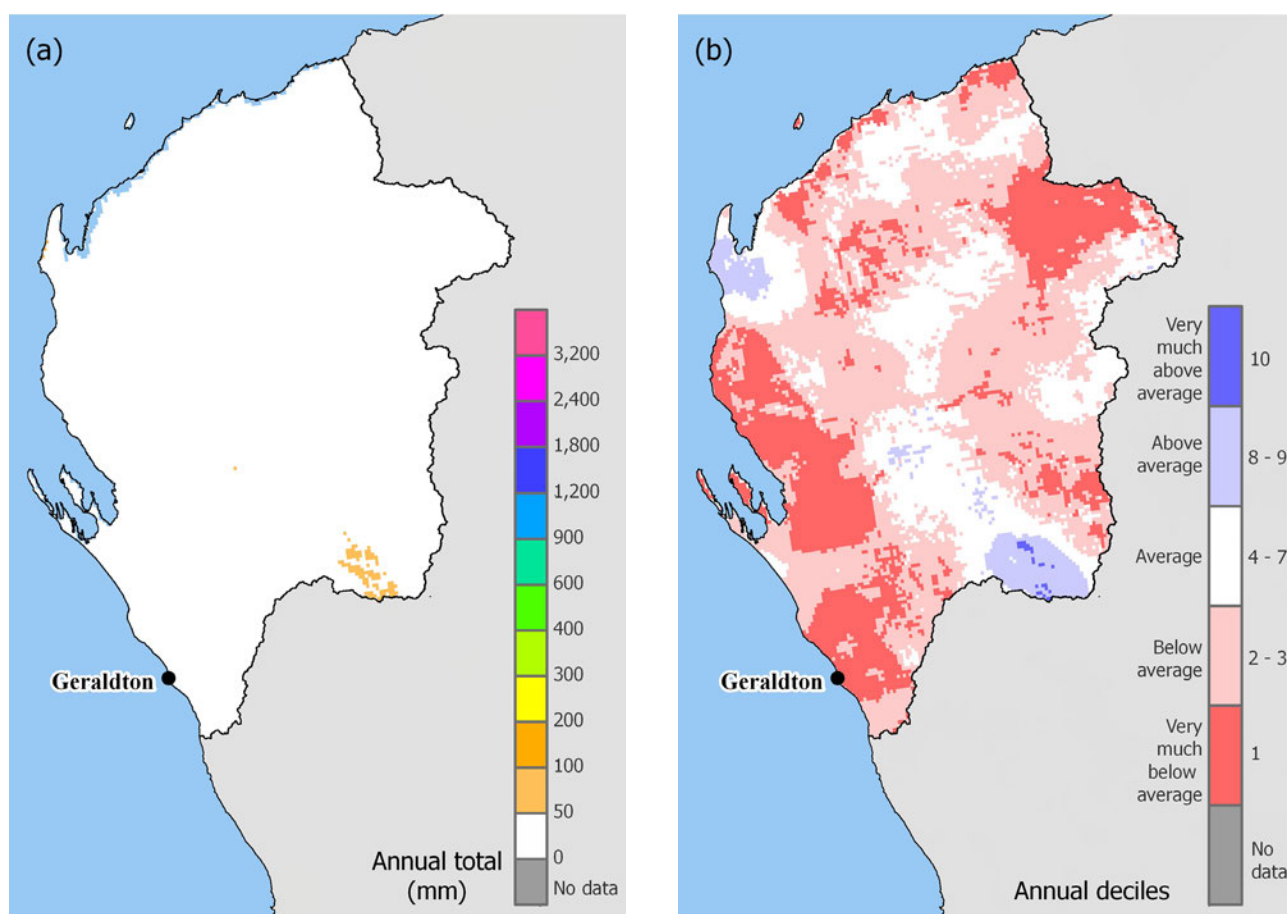 (a)
3,200
2,400
1,800
1,200
900
600
400
300
200
100
50
0
No data
Annual total
(mm)
Geraldton
(b)
Very
much
above
average
10
Above
average
8 - 9
Average
4 - 7
Below
average
2 - 3
Very
much
below
average
1
No
data
Annual deciles
Geraldton